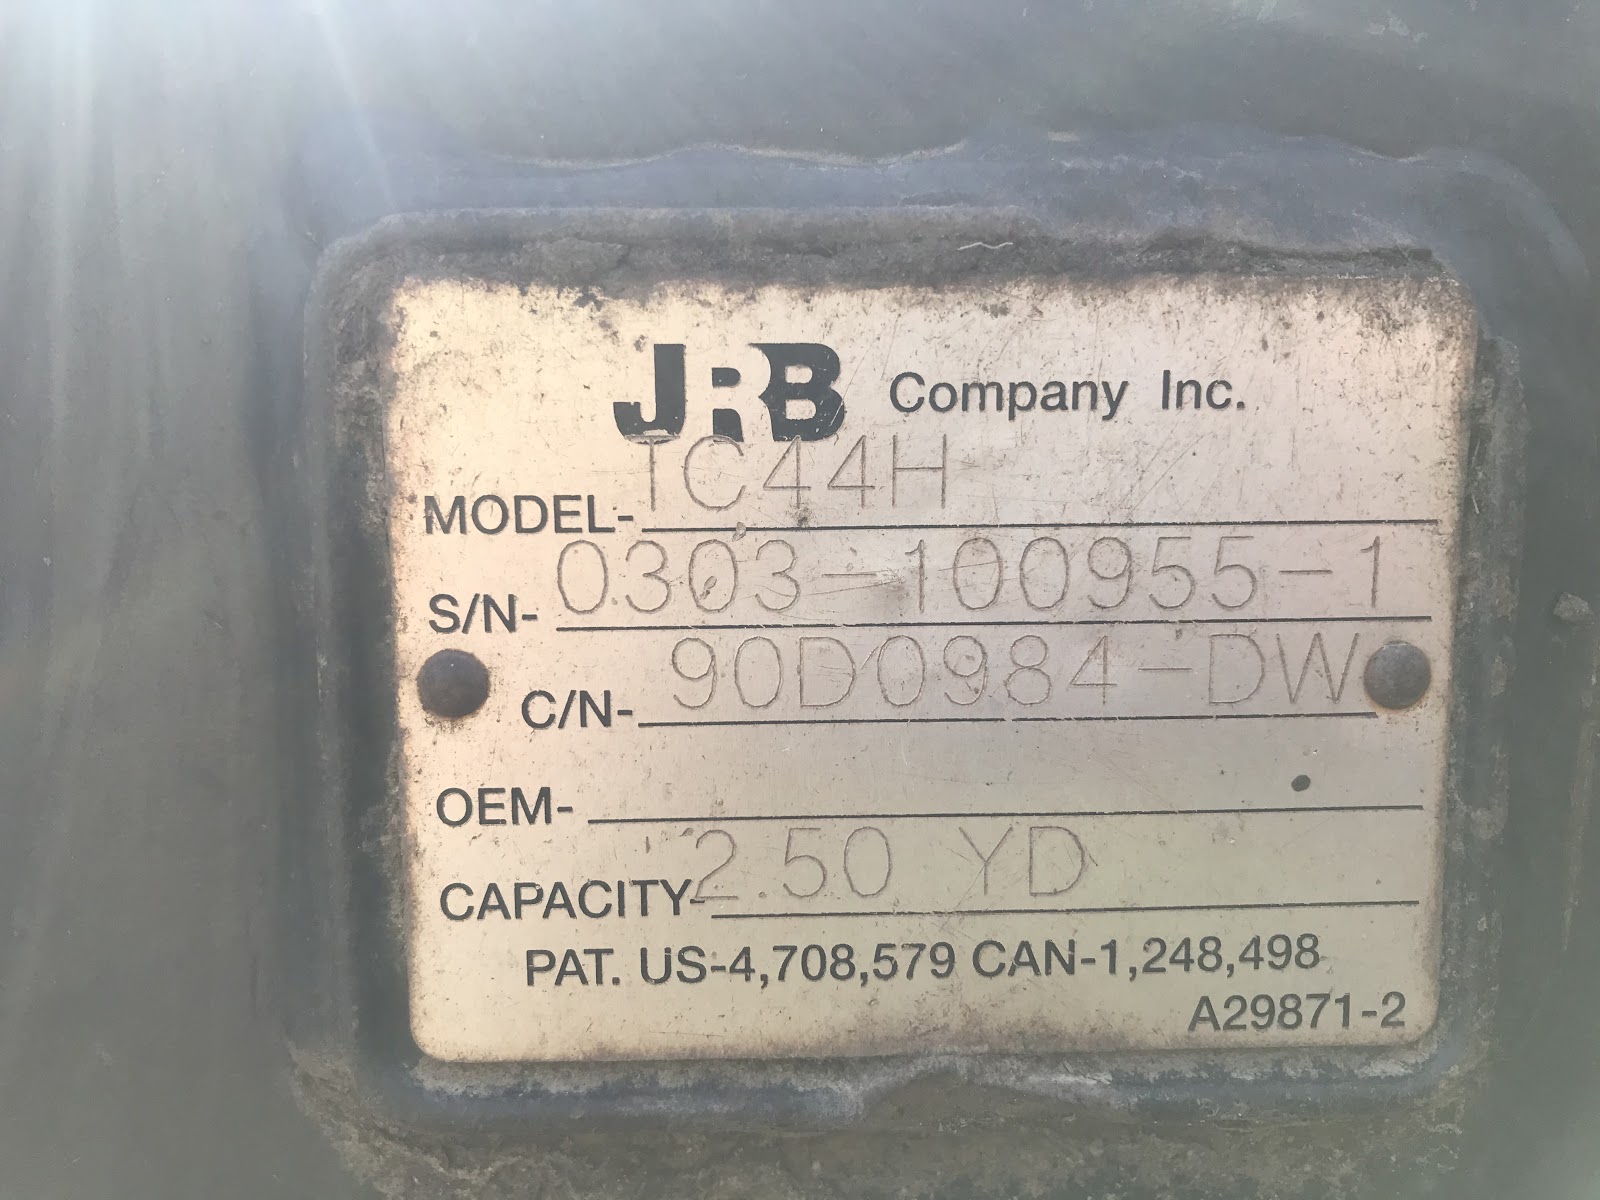 JRB Company Inc.
MODEL- TC44H
S/N- 0303-100955-1
C/N- 90D0984-DW
OEM-
CAPACITY- 2.50 YD
PAT. US-4,708,579 CAN-1,248,498
A29871-2